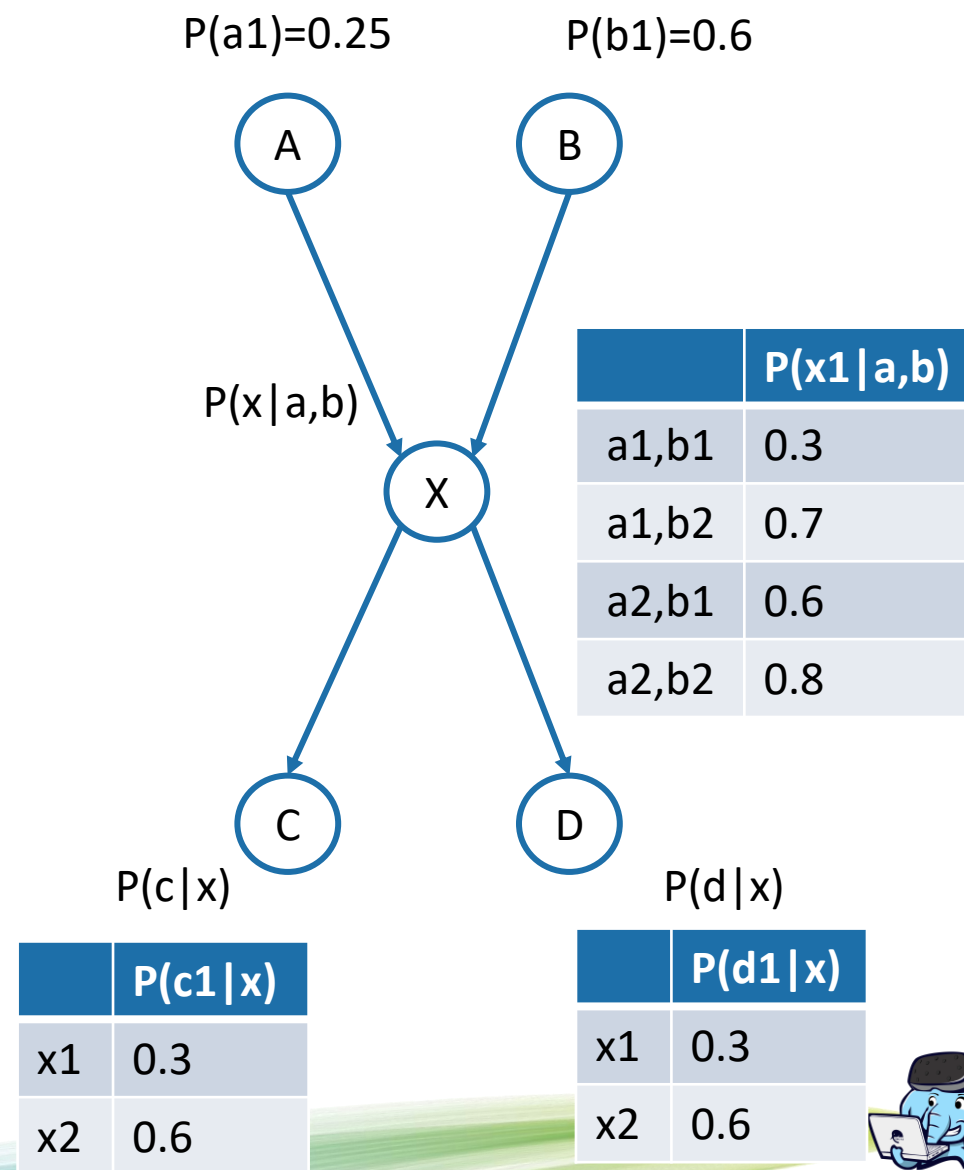 P(a1)=0.25 P(b1)=0.6
A B
P(x1|a,b)
P(x|a,b)
a1,b1 0.3
X
a1,b2 0.7
a2,b1 0.6
a2,b2 0.8
C D
P(c|x) P(d|x)
P(c1|x) P(d1|x)
x1 0.3 x1 0.3
x2 0.6 x2 0.6